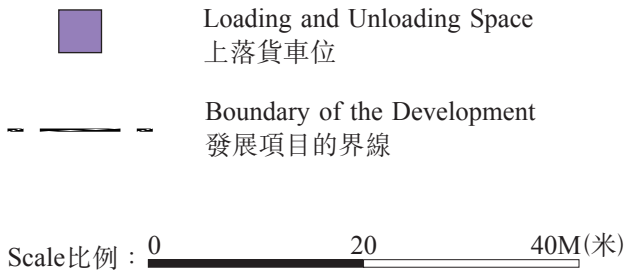 Loading and Unloading Space
上落貨車位
Boundary of the Development
發展項目的界線
Scale比例：0 20 40M(米)